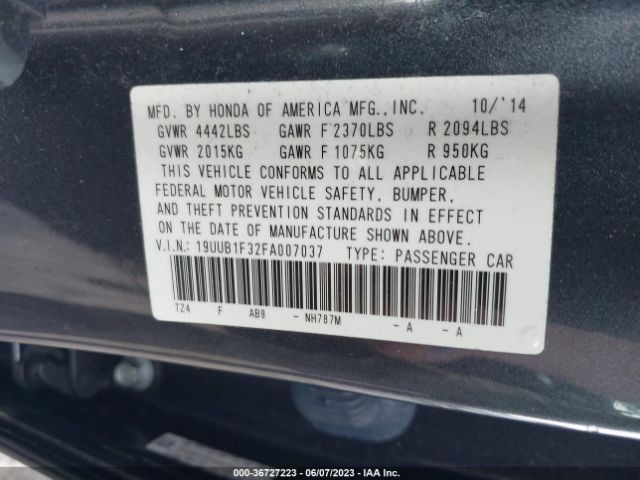 MFD. BY HONDA OF AMERICA MFG., INC. 10/'14
GVWR 4442LBS GAWR F 2370LBS R 2094LBS
GVWR 2015KG GAWR F 1075KG R 950KG
THIS VEHICLE CONFORMS TO ALL APPLICABLE
FEDERAL MOTOR VEHICLE SAFETY, BUMPER,
AND THEFT PREVENTION STANDARDS IN EFFECT
ON THE DATE OF MANUFACTURE SHOWN ABOVE.
V.I.N.: 19UUB1F32FA007037 TYPE: PASSENGER CAR
TZ4 F AB9 - NH787M - A - A
000-36727223 - 06/07/2023 - IAA Inc.